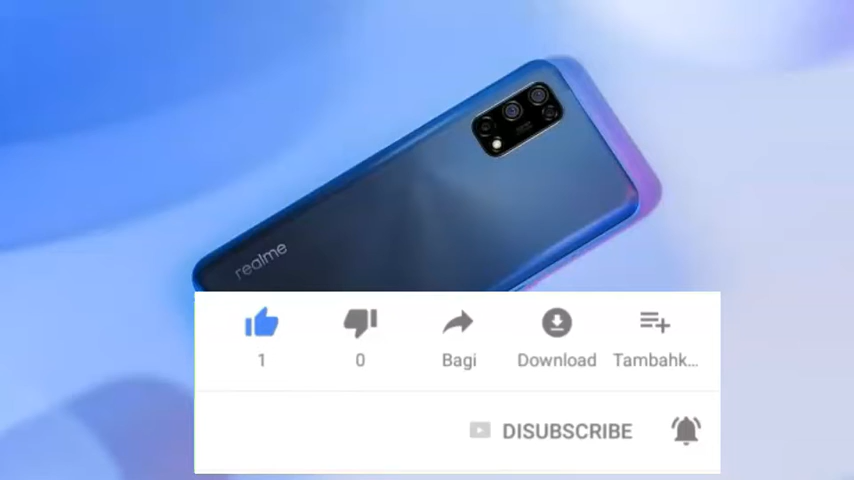 realme
1
0
Bagi
Download
Tambahk...
DISUBSCRIBE